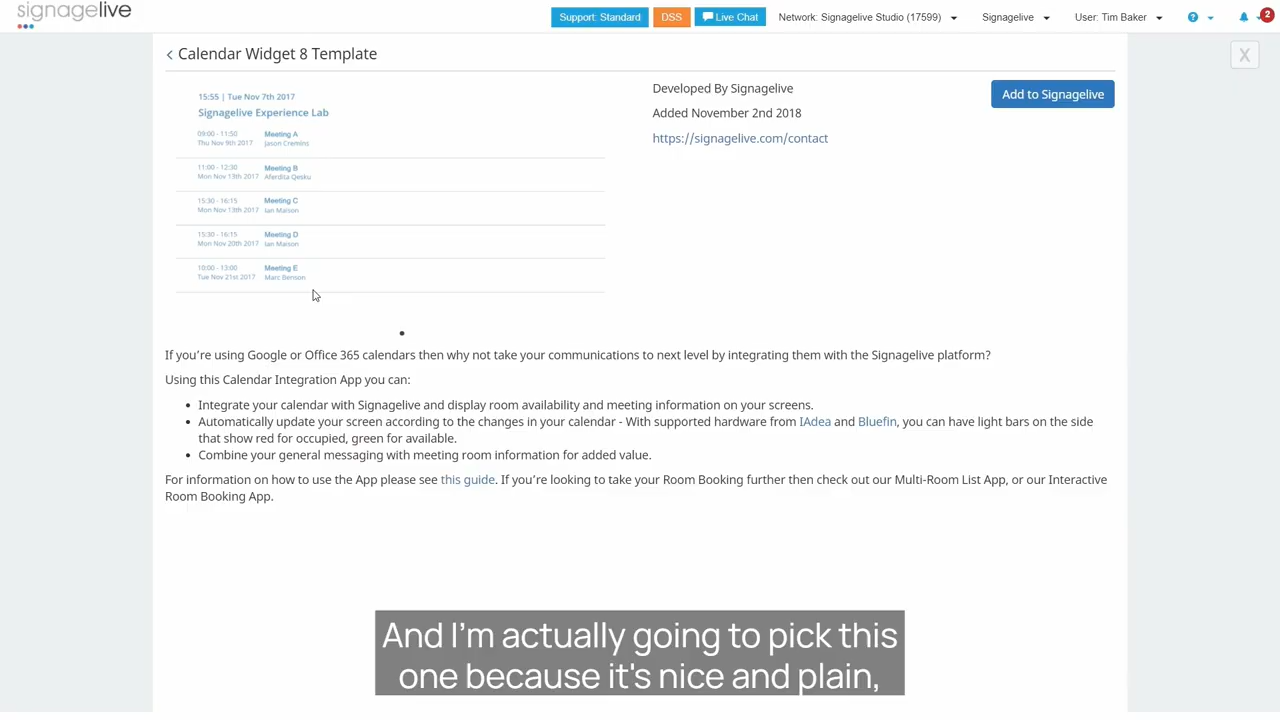 signagelive
Support: Standard DSS Live Chat Network: Signagelive Studio (17599) Signagelive User: Tim Baker ? 2
< Calendar Widget 8 Template
X
15:55 | Tue Nov 7th 2017
Signagelive Experience Lab
09:00 - 11:50 Meeting A
Thu Nov 9th 2017 Jason Cremins
11:00 - 12:30 Meeting B
Mon Nov 13th 2017 Aferdita Qesku
15:30 - 16:15 Meeting C
Mon Nov 13th 2017 Ian Maison
15:30 - 16:15 Meeting D
Mon Nov 20th 2017 Ian Maison
10:00 - 13:00 Meeting E
Tue Nov 21st 2017 Marc Benson
Developed By Signagelive
Added November 2nd 2018
https://signagelive.com/contact
Add to Signagelive
If you're using Google or Office 365 calendars then why not take your communications to next level by integrating them with the Signagelive platform?
Using this Calendar Integration App you can:
• Integrate your calendar with Signagelive and display room availability and meeting information on your screens.
• Automatically update your screen according to the changes in your calendar - With supported hardware from IAdea and Bluefin, you can have light bars on the side
that show red for occupied, green for available.
• Combine your general messaging with meeting room information for added value.
For information on how to use the App please see this guide. If you're looking to take your Room Booking further then check out our Multi-Room List App, or our Interactive
Room Booking App.
And I'm actually going to pick this
one because it's nice and plain,